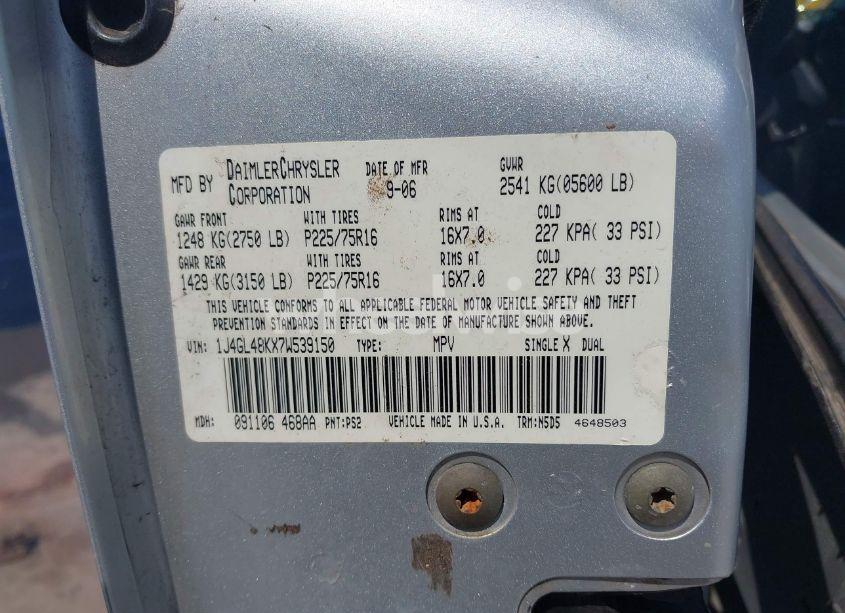 MFD BY DAIMLERCHRYSLER CORPORATION DATE OF MFR 9-06 GVWR 2541 KG(05600 LB)
GAWR FRONT WITH TIRES RIMS AT COLD
1248 KG(2750 LB) P225/75R16 16X7.0 227 KPA( 33 PSI)
GAWR REAR WITH TIRES RIMS AT COLD
1429 KG(3150 LB) P225/75R16 16X7.0 227 KPA( 33 PSI)
THIS VEHICLE CONFORMS TO ALL APPLICABLE FEDERAL MOTOR VEHICLE SAFETY AND THEFT
PREVENTION STANDARDS IN EFFECT ON THE DATE OF MANUFACTURE SHOWN ABOVE.
VIN: 1J4GL48KX7W539150 TYPE: MPV SINGLE X DUAL
MDH: 091106 468AA PNT:PS2 VEHICLE MADE IN U.S.A. TRM:N5D5 4648503